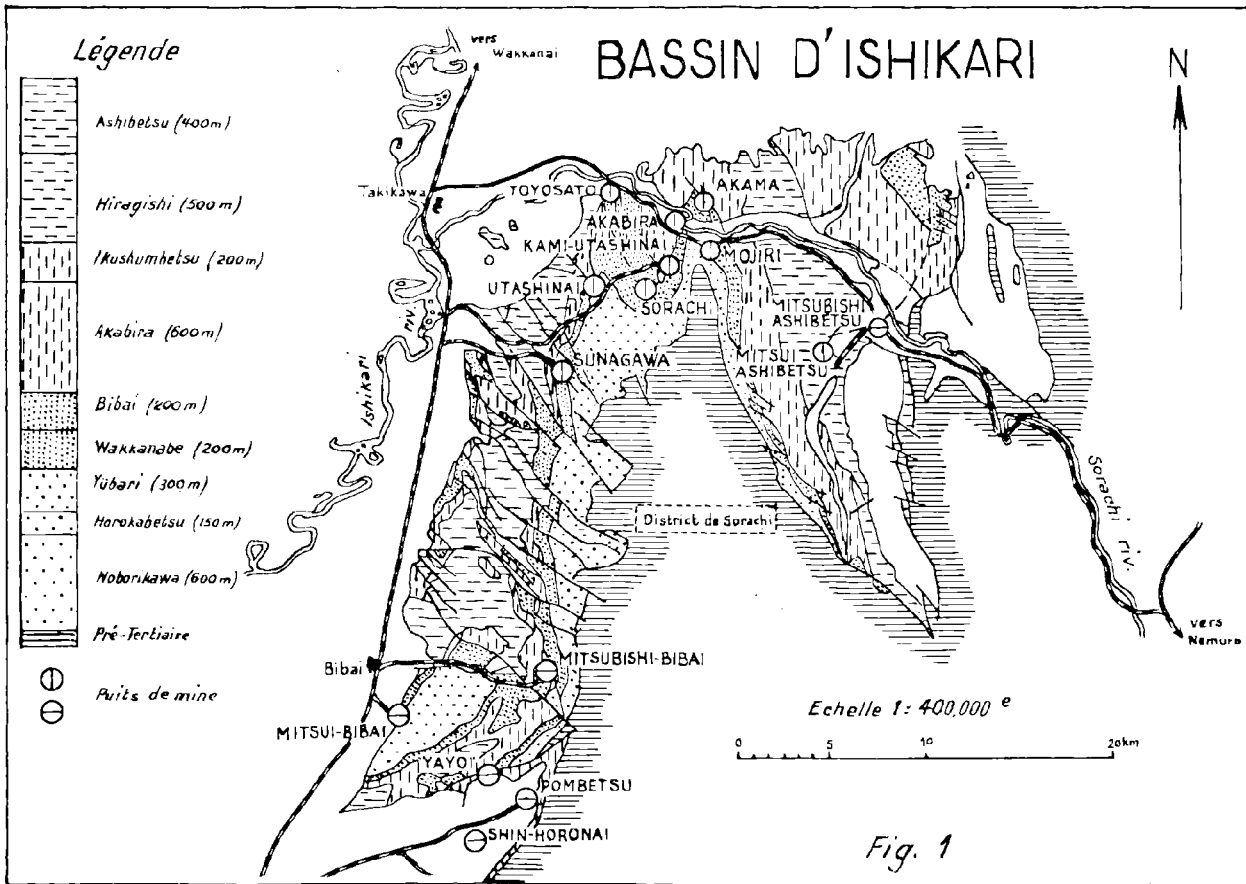 Légende
Ashibetsu (400m)
Hiragishi (500m)
Ikushumbetsu (200m)
Akabira (600m)
Bibai (200m)
Wakkanabe (200m)
Yūbari (300m)
Horokabetsu (150m)
Noborikawa (600m)
Pré-Tertiaire
Puits de mine
BASSIN D'ISHIKARI
N
vers
Wakkanai
Takikawa
TOYOSATO
AKAMA
AKABIRA
KAMI-UTASHINAI
MOJIRI
UTASHINAI
SORACHI
MITSUBISHI
ASHIBETSU
MITSUI
ASHIBETSU
SUNAGAWA
Ishikari riv.
District de Sorachi
Sorachi riv.
vers
Nemuro
Bibai
MITSUBISHI-BIBAI
MITSUI-BIBAI
YAYOI
POMBETSU
SHIN-HORONAI
Echelle 1: 400,000 e
0 5 10 20km
Fig. 1